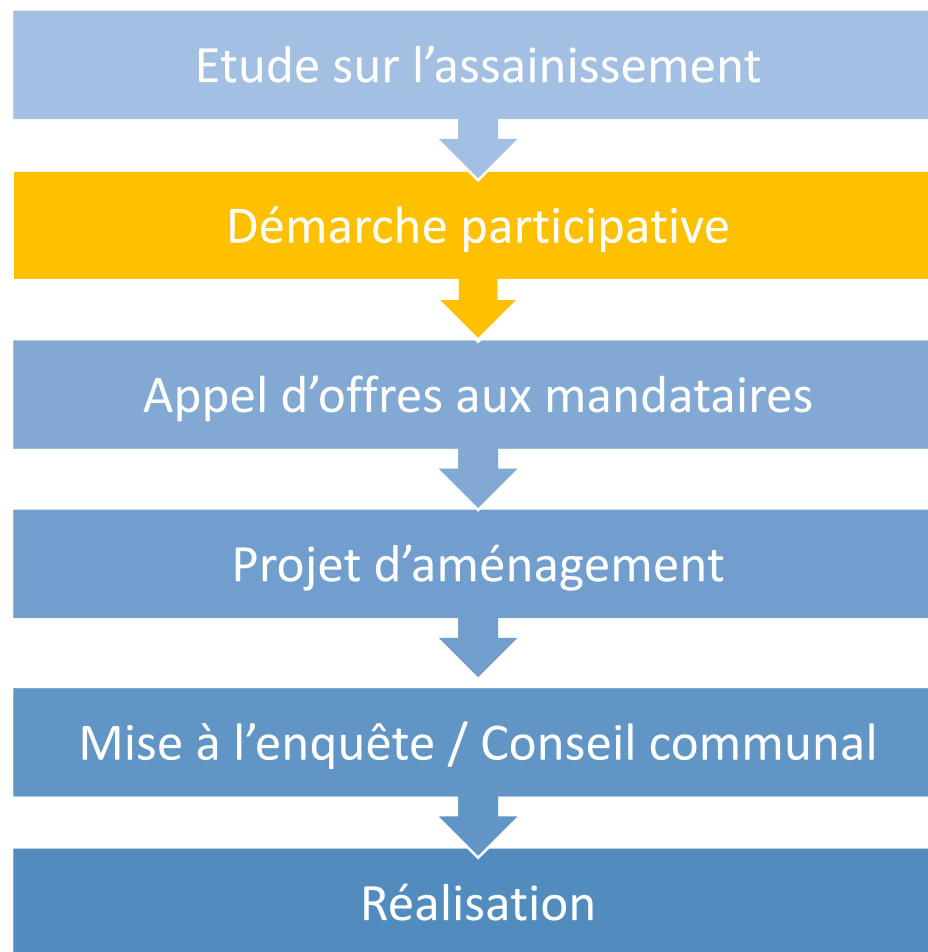 Etude sur l’assainissement
Démarche participative
Appel d’offres aux mandataires
Projet d’aménagement
Mise à l’enquête / Conseil communal
Réalisation